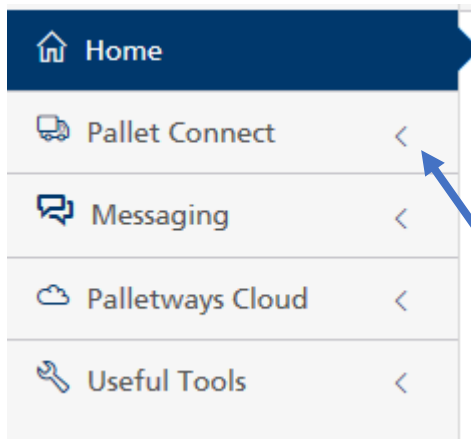 Home
Pallet Connect
Messaging
Palletways Cloud
Useful Tools